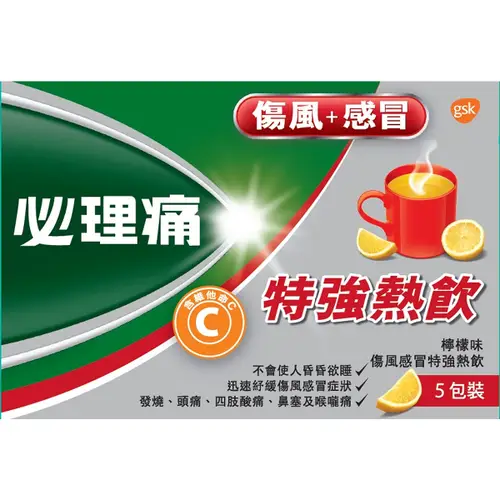 傷風+感冒
gsk
必理痛
含維他命C
C
特強熱飲
檸檬味
傷風感冒特強熱飲
不會使人昏昏欲睡✓
迅速紓緩傷風感冒症狀✓
發燒、頭痛、四肢酸痛、鼻塞及喉嚨痛✓
5包裝